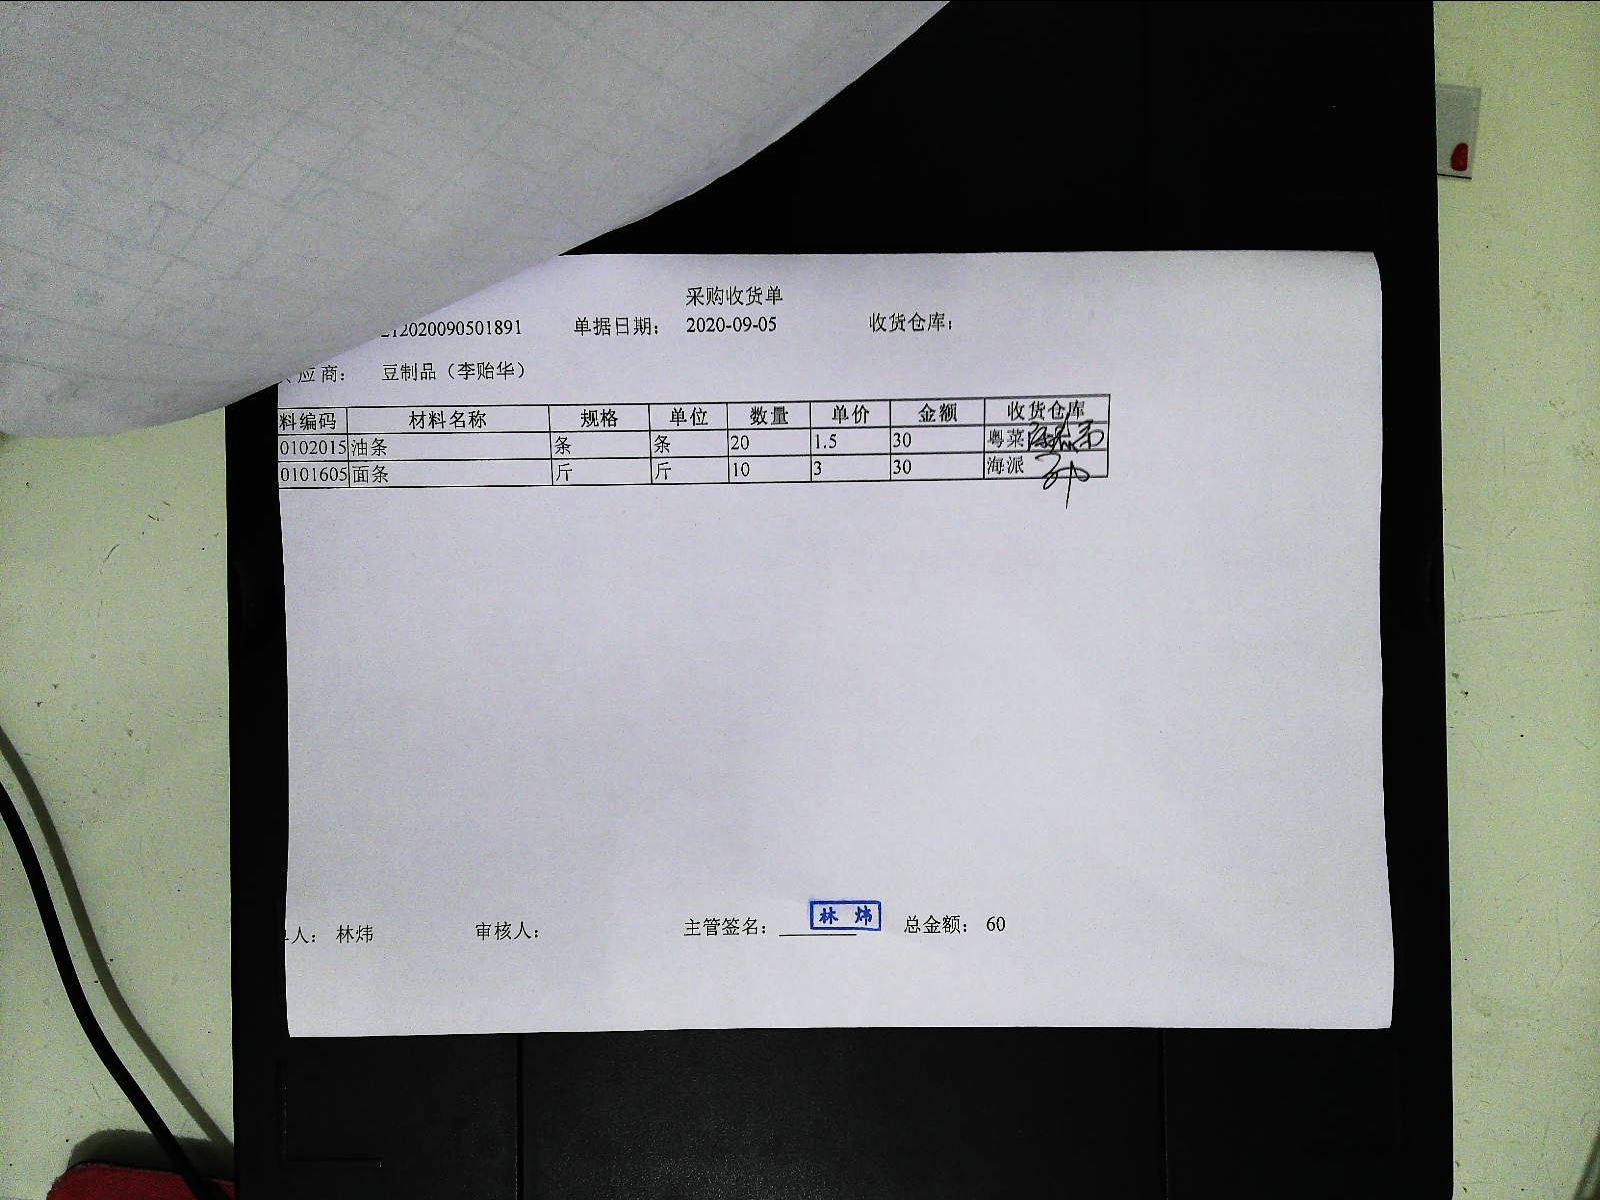 采购收货单
212020090501891 单据日期： 2020-09-05 收货仓库：
应商： 豆制品（李贻华）
料编码 材料名称 规格 单位 数量 单价 金额 收货仓库
0102015 油条 条 条 20 1.5 30 粤菜
0101605 面条 斤 斤 10 3 30 海派
人： 林炜 审核人： 主管签名： 林炜 总金额： 60